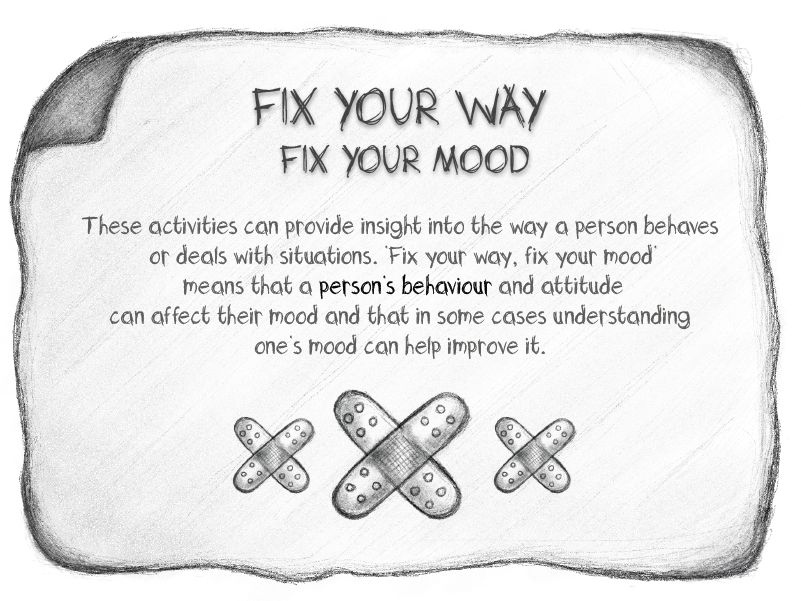 FIX YOUR WAY
FIX YOUR MOOD
These activities can provide insight into the way a person behaves
or deals with situations. 'Fix your way, fix your mood'
means that a person's behaviour and attitude
can affect their mood and that in some cases understanding
one's mood can help improve it.